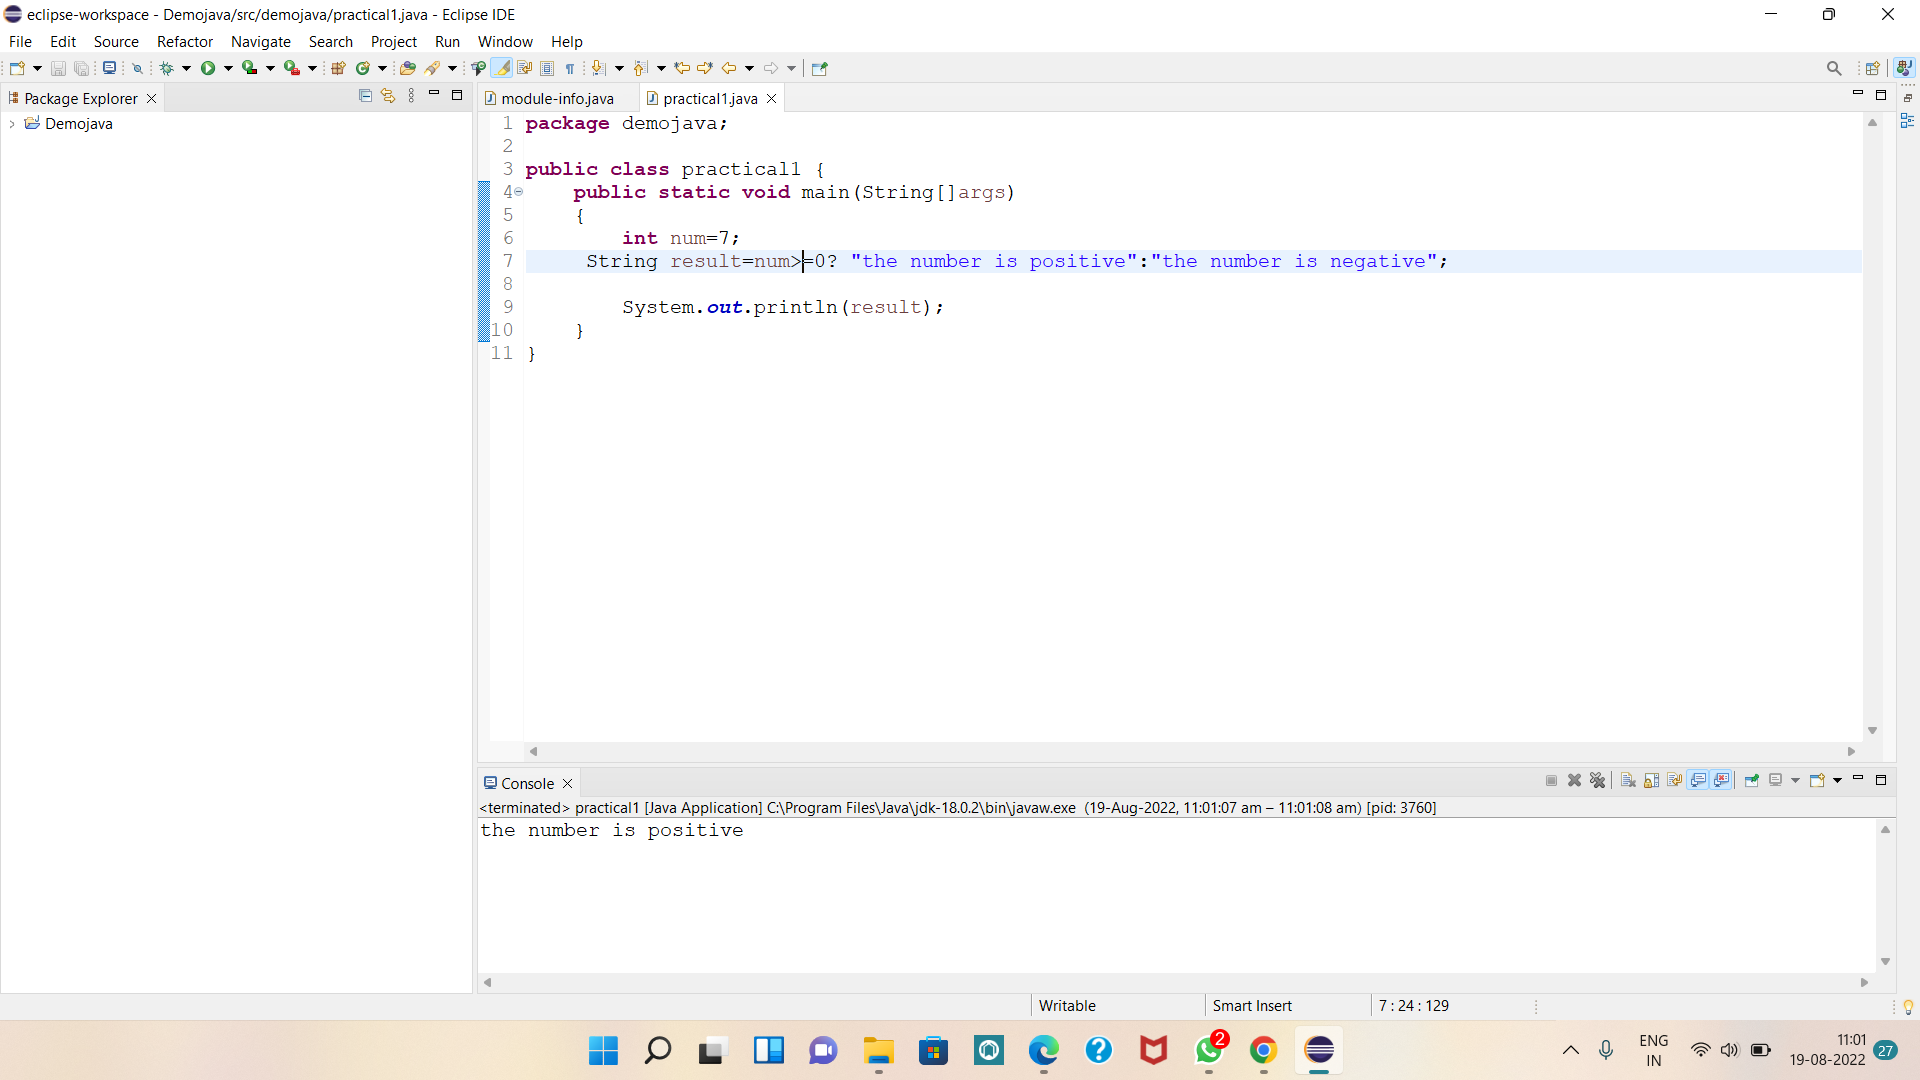 eclipse-workspace - Demojava/src/demojava/practical1.java - Eclipse IDE
File Edit Source Refactor Navigate Search Project Run Window Help
Package Explorer
Demojava
module-info.java practical1.java
1 package demojava;
2
3 public class practical1 {
4 public static void main(String[]args)
5 {
6 int num=7;
7 String result=num>=0? "the number is positive":"the number is negative";
8
9 System.out.println(result);
10 }
11 }
Console
<terminated> practical1 [Java Application] C:\Program Files\Java\jdk-18.0.2\bin\javaw.exe (19-Aug-2022, 11:01:07 am – 11:01:08 am) [pid: 3760]
the number is positive
Writable Smart Insert 7 : 24 : 129
2
ENG
IN
11:01
19-08-2022
27